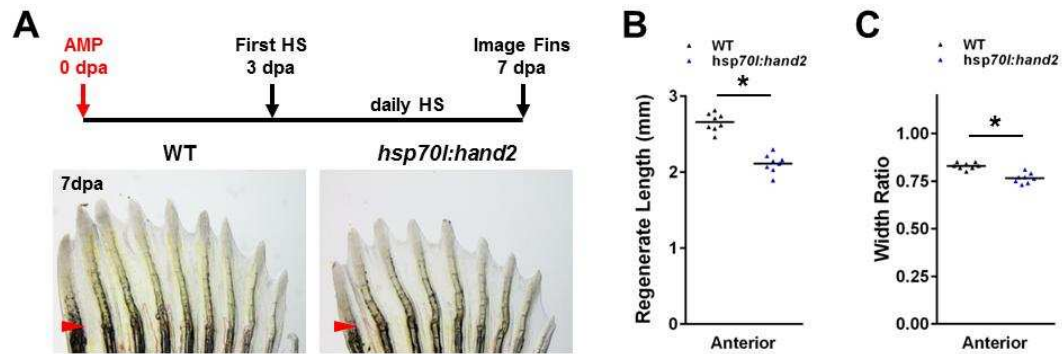 A
AMP
0 dpa
First HS
3 dpa
Image Fins
7 dpa
daily HS
WT
hsp70l:hand2
7dpa
B
WT
hsp70l:hand2
*
Regenerate Length (mm)
3
2
1
0
Anterior
C
WT
hsp70l:hand2
*
Width Ratio
1.00
0.75
0.50
0.25
0.00
Anterior